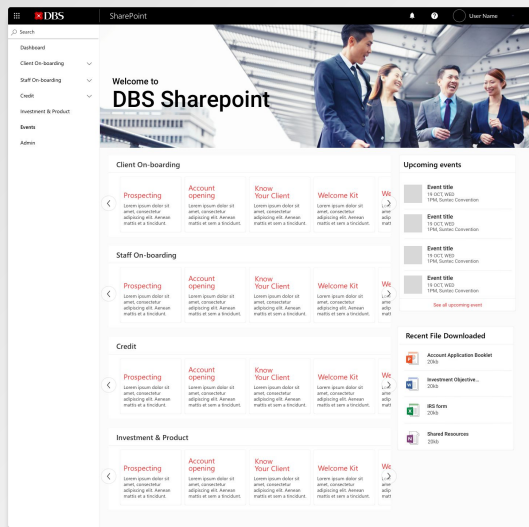 DBS
SharePoint
User Name
Search
Dashboard
Client On-boarding
Staff On-boarding
Credit
Investment & Product
Events
Admin
Welcome to
DBS Sharepoint
Client On-boarding
Prospecting
Lorem ipsum dolor sit
amet, consectetur
adipiscing elit. Aenean
mattis et a tincidunt.
Account
opening
Lorem ipsum dolor sit
amet, consectetur
adipiscing elit. Aenean
mattis et sem a tincidunt.
Know
Your Client
Lorem ipsum dolor sit
amet, consectetur
adipiscing elit. Aenean
mattis et sem a tincidunt.
Welcome Kit
Lorem ipsum dolor sit
amet, consectetur
adipiscing elit. Aenean
mattis et sem a tincidunt.
We
Staff On-boarding
Prospecting
Lorem ipsum dolor sit
amet, consectetur
adipiscing elit. Aenean
mattis et a sem a tincidunt.
Account
opening
Lorem ipsum dolor sit
amet, consectetur
adipiscing elit. Aenean
mattis et sem a tincidunt.
Know
Your Client
Lorem ipsum dolor sit
amet, consectetur
adipiscing elit. Aenean
mattis et sem a tincidunt.
Welcome Kit
Lorem ipsum dolor sit
amet, consectetur
adipiscing elit. Aenean
mattis et sem a tincidunt.
We
Credit
Prospecting
Lorem ipsum dolor sit
amet, consectetur
adipiscing elit. Aenean
mattis et a sem a tincidunt.
Account
opening
Lorem ipsum dolor sit
amet, consectetur
adipiscing elit. Aenean
mattis et sem a tincidunt.
Know
Your Client
Lorem ipsum dolor sit
amet, consectetur
adipiscing elit. Aenean
mattis et sem a tincidunt.
Welcome Kit
Lorem ipsum dolor sit
amet, consectetur
adipiscing elit. Aenean
mattis et sem a tincidunt.
We
Investment & Product
Prospecting
Lorem ipsum dolor sit
amet, consectetur
adipiscing elit. Aenean
mattis et a sem a tincidunt.
Account
opening
Lorem ipsum dolor sit
amet, consectetur
adipiscing elit. Aenean
mattis et sem a tincidunt.
Know
Your Client
Lorem ipsum dolor sit
amet, consectetur
adipiscing elit. Aenean
mattis et sem a tincidunt.
Welcome Kit
Lorem ipsum dolor sit
amet, consectetur
adipiscing elit. Aenean
mattis et sem a tincidunt.
We
Upcoming events
Event title
19 OCT, WED
1PM, Suntec Convention
Event title
19 OCT, WED
1PM, Suntec Convention
Event title
19 OCT, WED
1PM, Suntec Convention
Event title
19 OCT, WED
1PM, Suntec Convention
See all upcoming event
Recent File Downloaded
Account Application Booklet
20kb
Investment Objective...
20kb
IRS form
20kb
Shared Resources
20kb